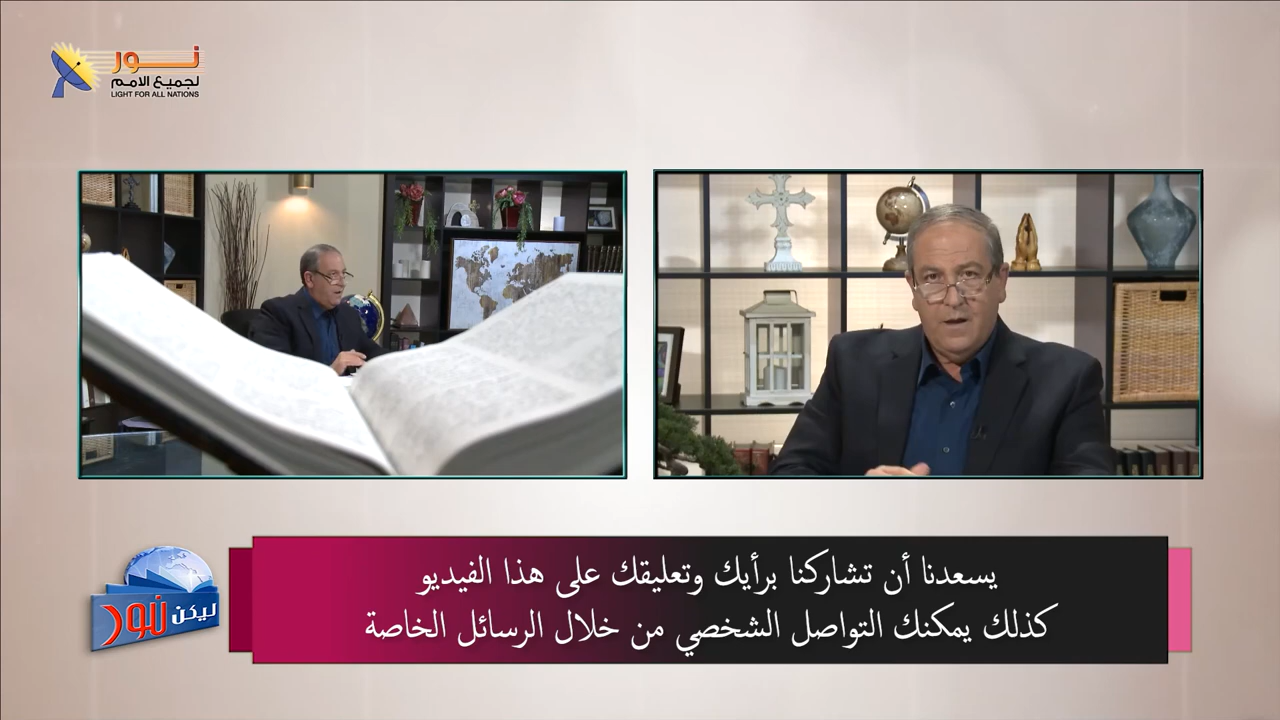 نور
لجميع الامم
LIGHT FOR ALL NATIONS
يسعدنا أن تشاركنا برأيك وتعليقك على هذا الفيديو
كذلك يمكنك التواصل الشخصي من خلال الرسائل الخاصة
ليكن نور